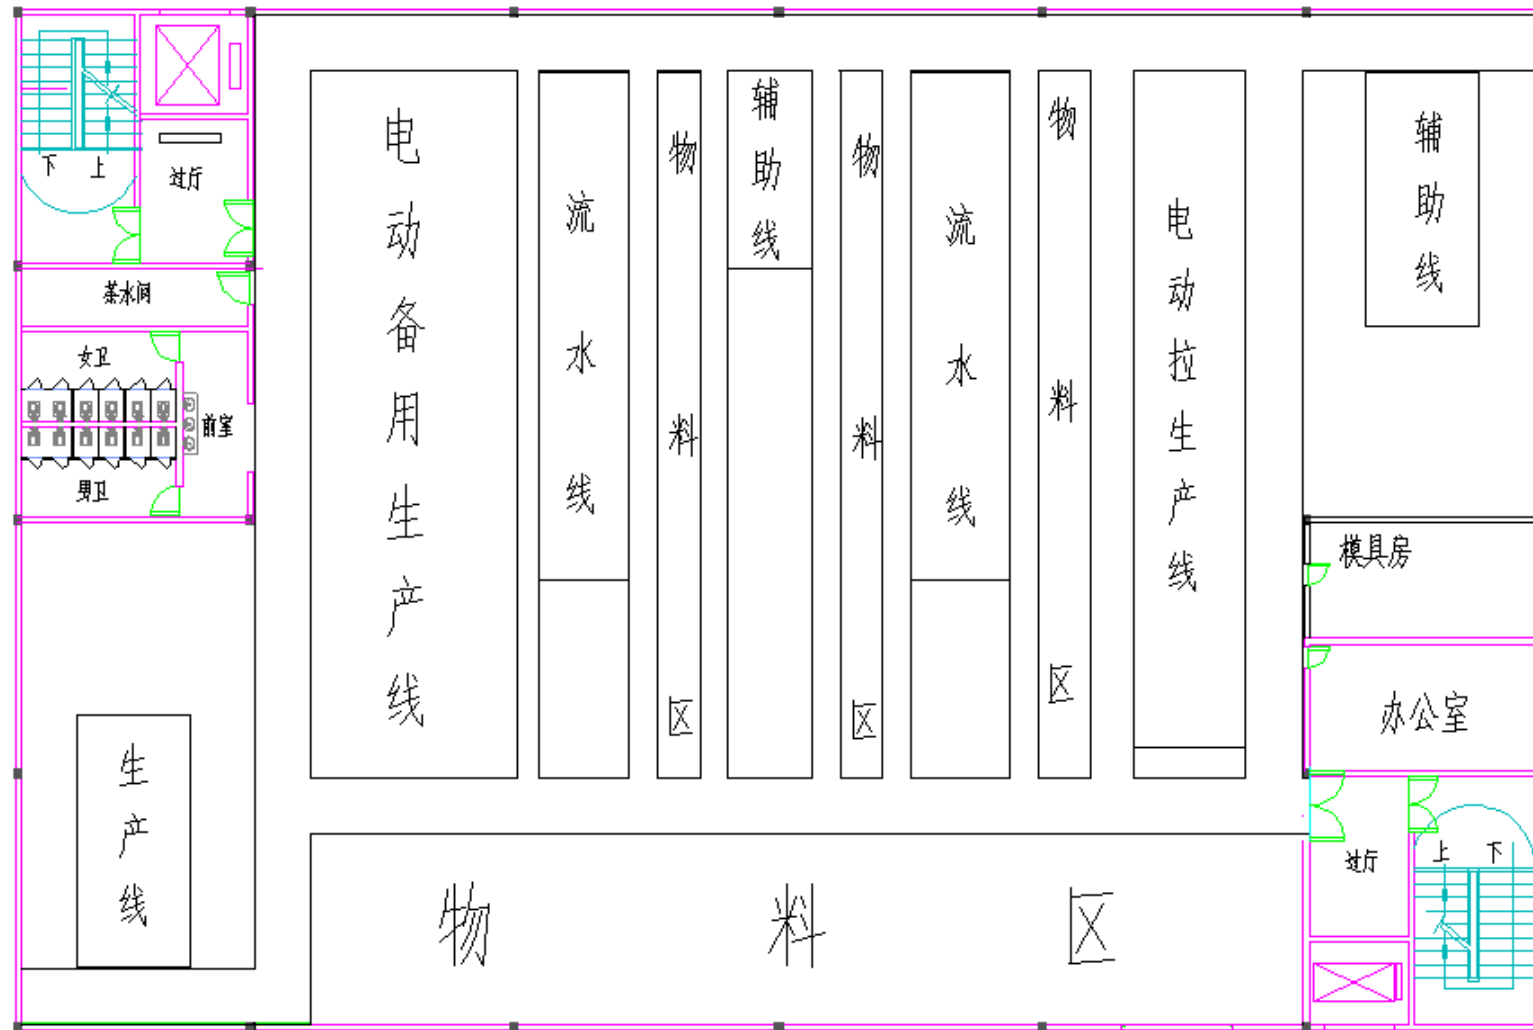 下 上
过厅
茶水间
女卫
前室
男卫
生产线
电动备用生产线
流水线
物料区
辅助线
物料区
流水线
物料区
电动拉生产线
辅助线
模具房
办公室
过厅
上 下
物料区